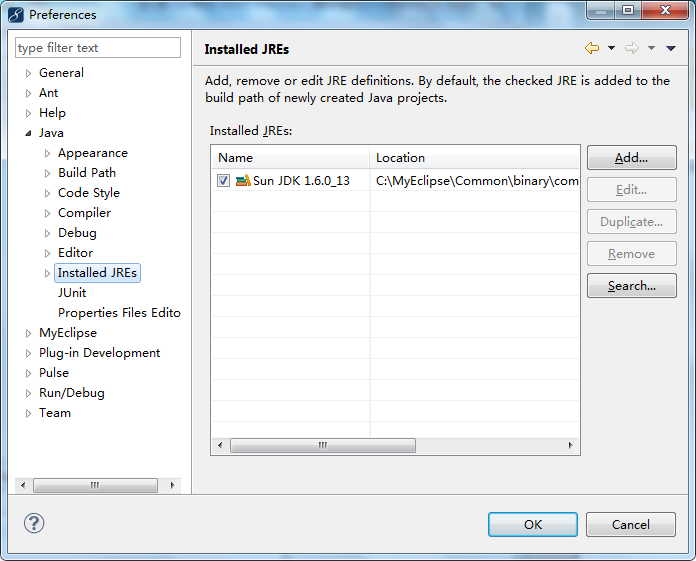 Preferences
type filter text
General
Ant
Help
Java
Appearance
Build Path
Code Style
Compiler
Debug
Editor
Installed JREs
JUnit
Properties Files Edito
MyEclipse
Plug-in Development
Pulse
Run/Debug
Team
Installed JREs
Add, remove or edit JRE definitions. By default, the checked JRE is added to the
build path of newly created Java projects.
Installed JREs:
Name Location
Sun JDK 1.6.0_13 C:\MyEclipse\Common\binary\com
Add...
Edit...
Duplicate...
Remove
Search...
?
OK Cancel